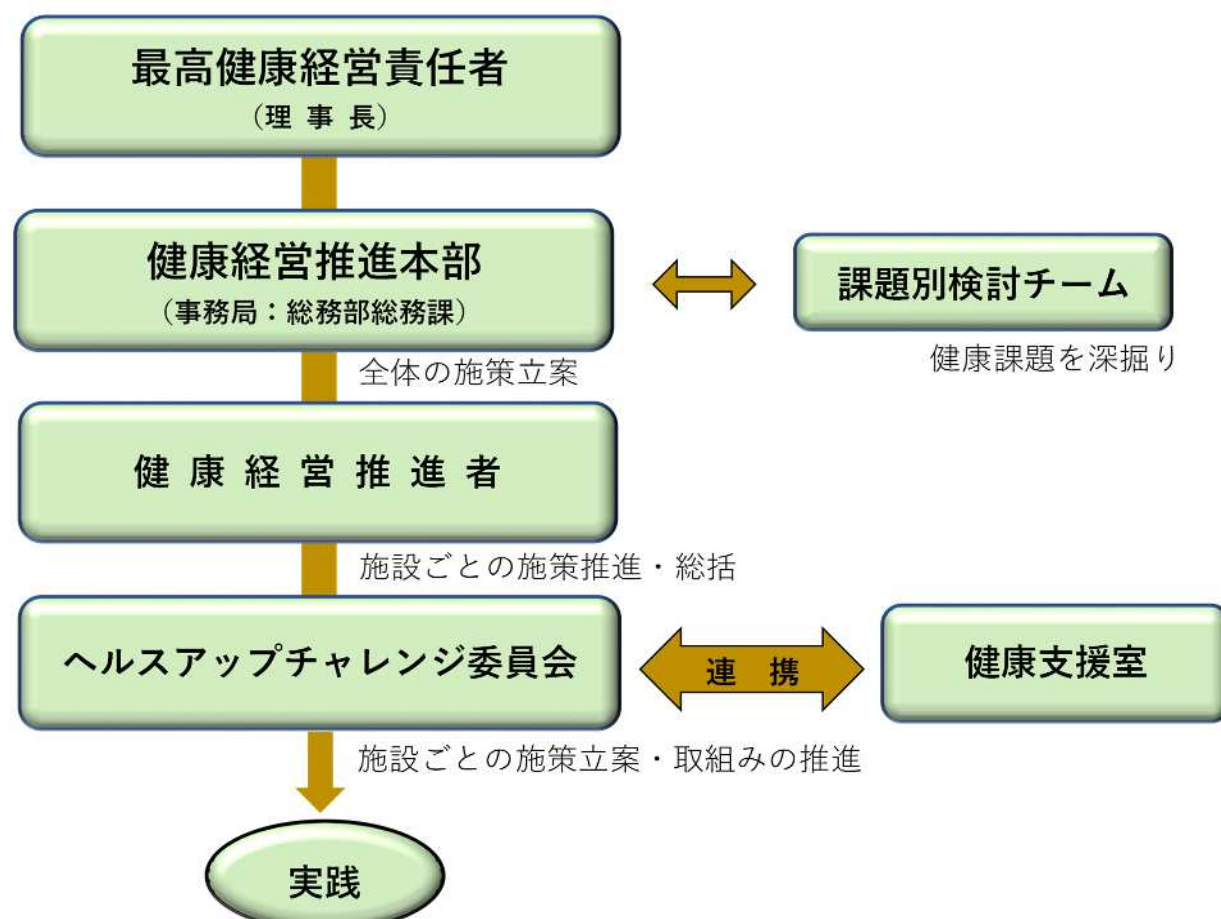 最高健康経営責任者
（理 事 長）
健康経営推進本部
（事務局：総務部総務課）
課題別検討チーム
健康課題を深掘り
全体の施策立案
健 康 経 営 推 進 者
施設ごとの施策推進・総括
ヘルスアップチャレンジ委員会
連 携
健康支援室
施設ごとの施策立案・取組みの推進
実践